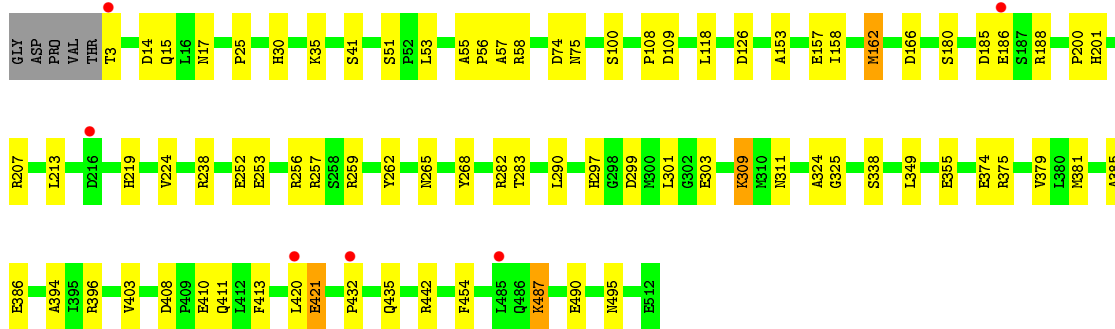 GLY ASP PRO VAL THR T3 D14 Q15 L16 N17 P25 H30 K35 S41 S51 P52 L53 A55 P56 A57 R58 D74 N75 S100 P108 D109 L118 D126 A153 E157 I158 M162 D166 S180 D185 E186 S187 R188 P200 H201
R207 L213 D216 H219 V224 R238 E252 E253 R256 R257 S258 R259 Y262 N265 Y268 R282 T283 L290 H297 G298 D299 M300 L301 G302 E303 K309 M310 N311 A324 G325 S338 L349 E355 E374 R375 V379 L380 M381
E386 A394 I395 R396 V403 D408 P409 E410 Q411 L412 F413 L420 E421 P432 Q435 R442 F454 L485 Q486 K487 E490 N495 E512